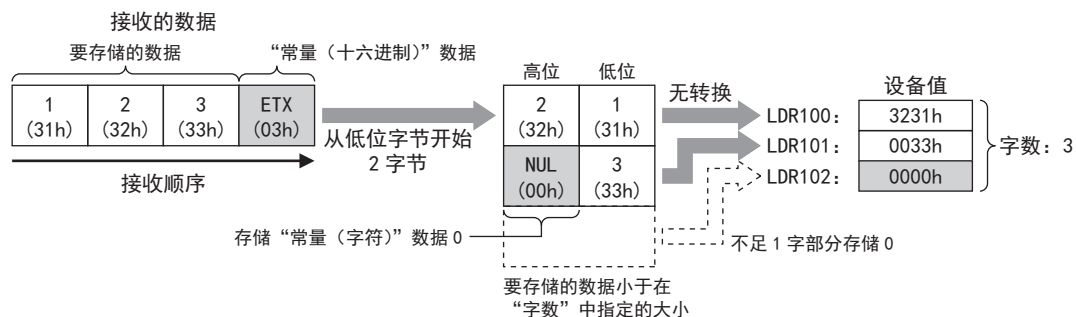 接收的数据
要存储的数据 “常量（十六进制）”数据
1 2 3 ETX
(31h) (32h) (33h) (03h)
接收顺序
从低位字节开始
2 字节
高位 低位
2 1
(32h) (31h)
NUL 3
(00h) (33h)
存储“常量（字符）”数据 0
要存储的数据小于在
“字数”中指定的大小
无转换
设备值
LDR100： 3231h
LDR101： 0033h
LDR102： 0000h
字数：3
不足 1 字部分存储 0